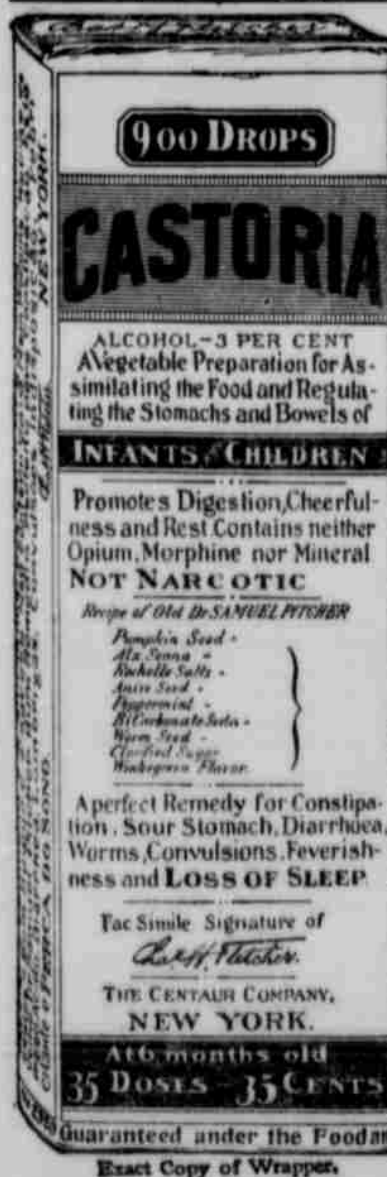 900 DROPS
CASTORIA
ALCOHOL-3 PER CENT
A Vegetable Preparation for As-
similating the Food and Regula-
ting the Stomachs and Bowels of
INFANTS & CHILDREN
Promotes Digestion, Cheerful-
ness and Rest. Contains neither
Opium, Morphine nor Mineral
NOT NARCOTIC
Recipe of Old Dr SAMUEL PITCHER
Pumpkin Seed -
Alx Senna -
Rochelle Salts -
Anise Seed -
Peppermint -
Bi Carbonate Soda -
Worm Seed -
Clarified Sugar
Wintergreen Flavor
A perfect Remedy for Constipa-
tion, Sour Stomach, Diarrhoea,
Worms, Convulsions, Feverish-
ness and LOSS OF SLEEP
Fac Simile Signature of
Chas H. Fletcher.
THE CENTAUR COMPANY,
NEW YORK.
At 6 months old
35 DOSES - 35 CENTS
Guaranteed under the Food an
Exact Copy of Wrapper.
NEW YORK.